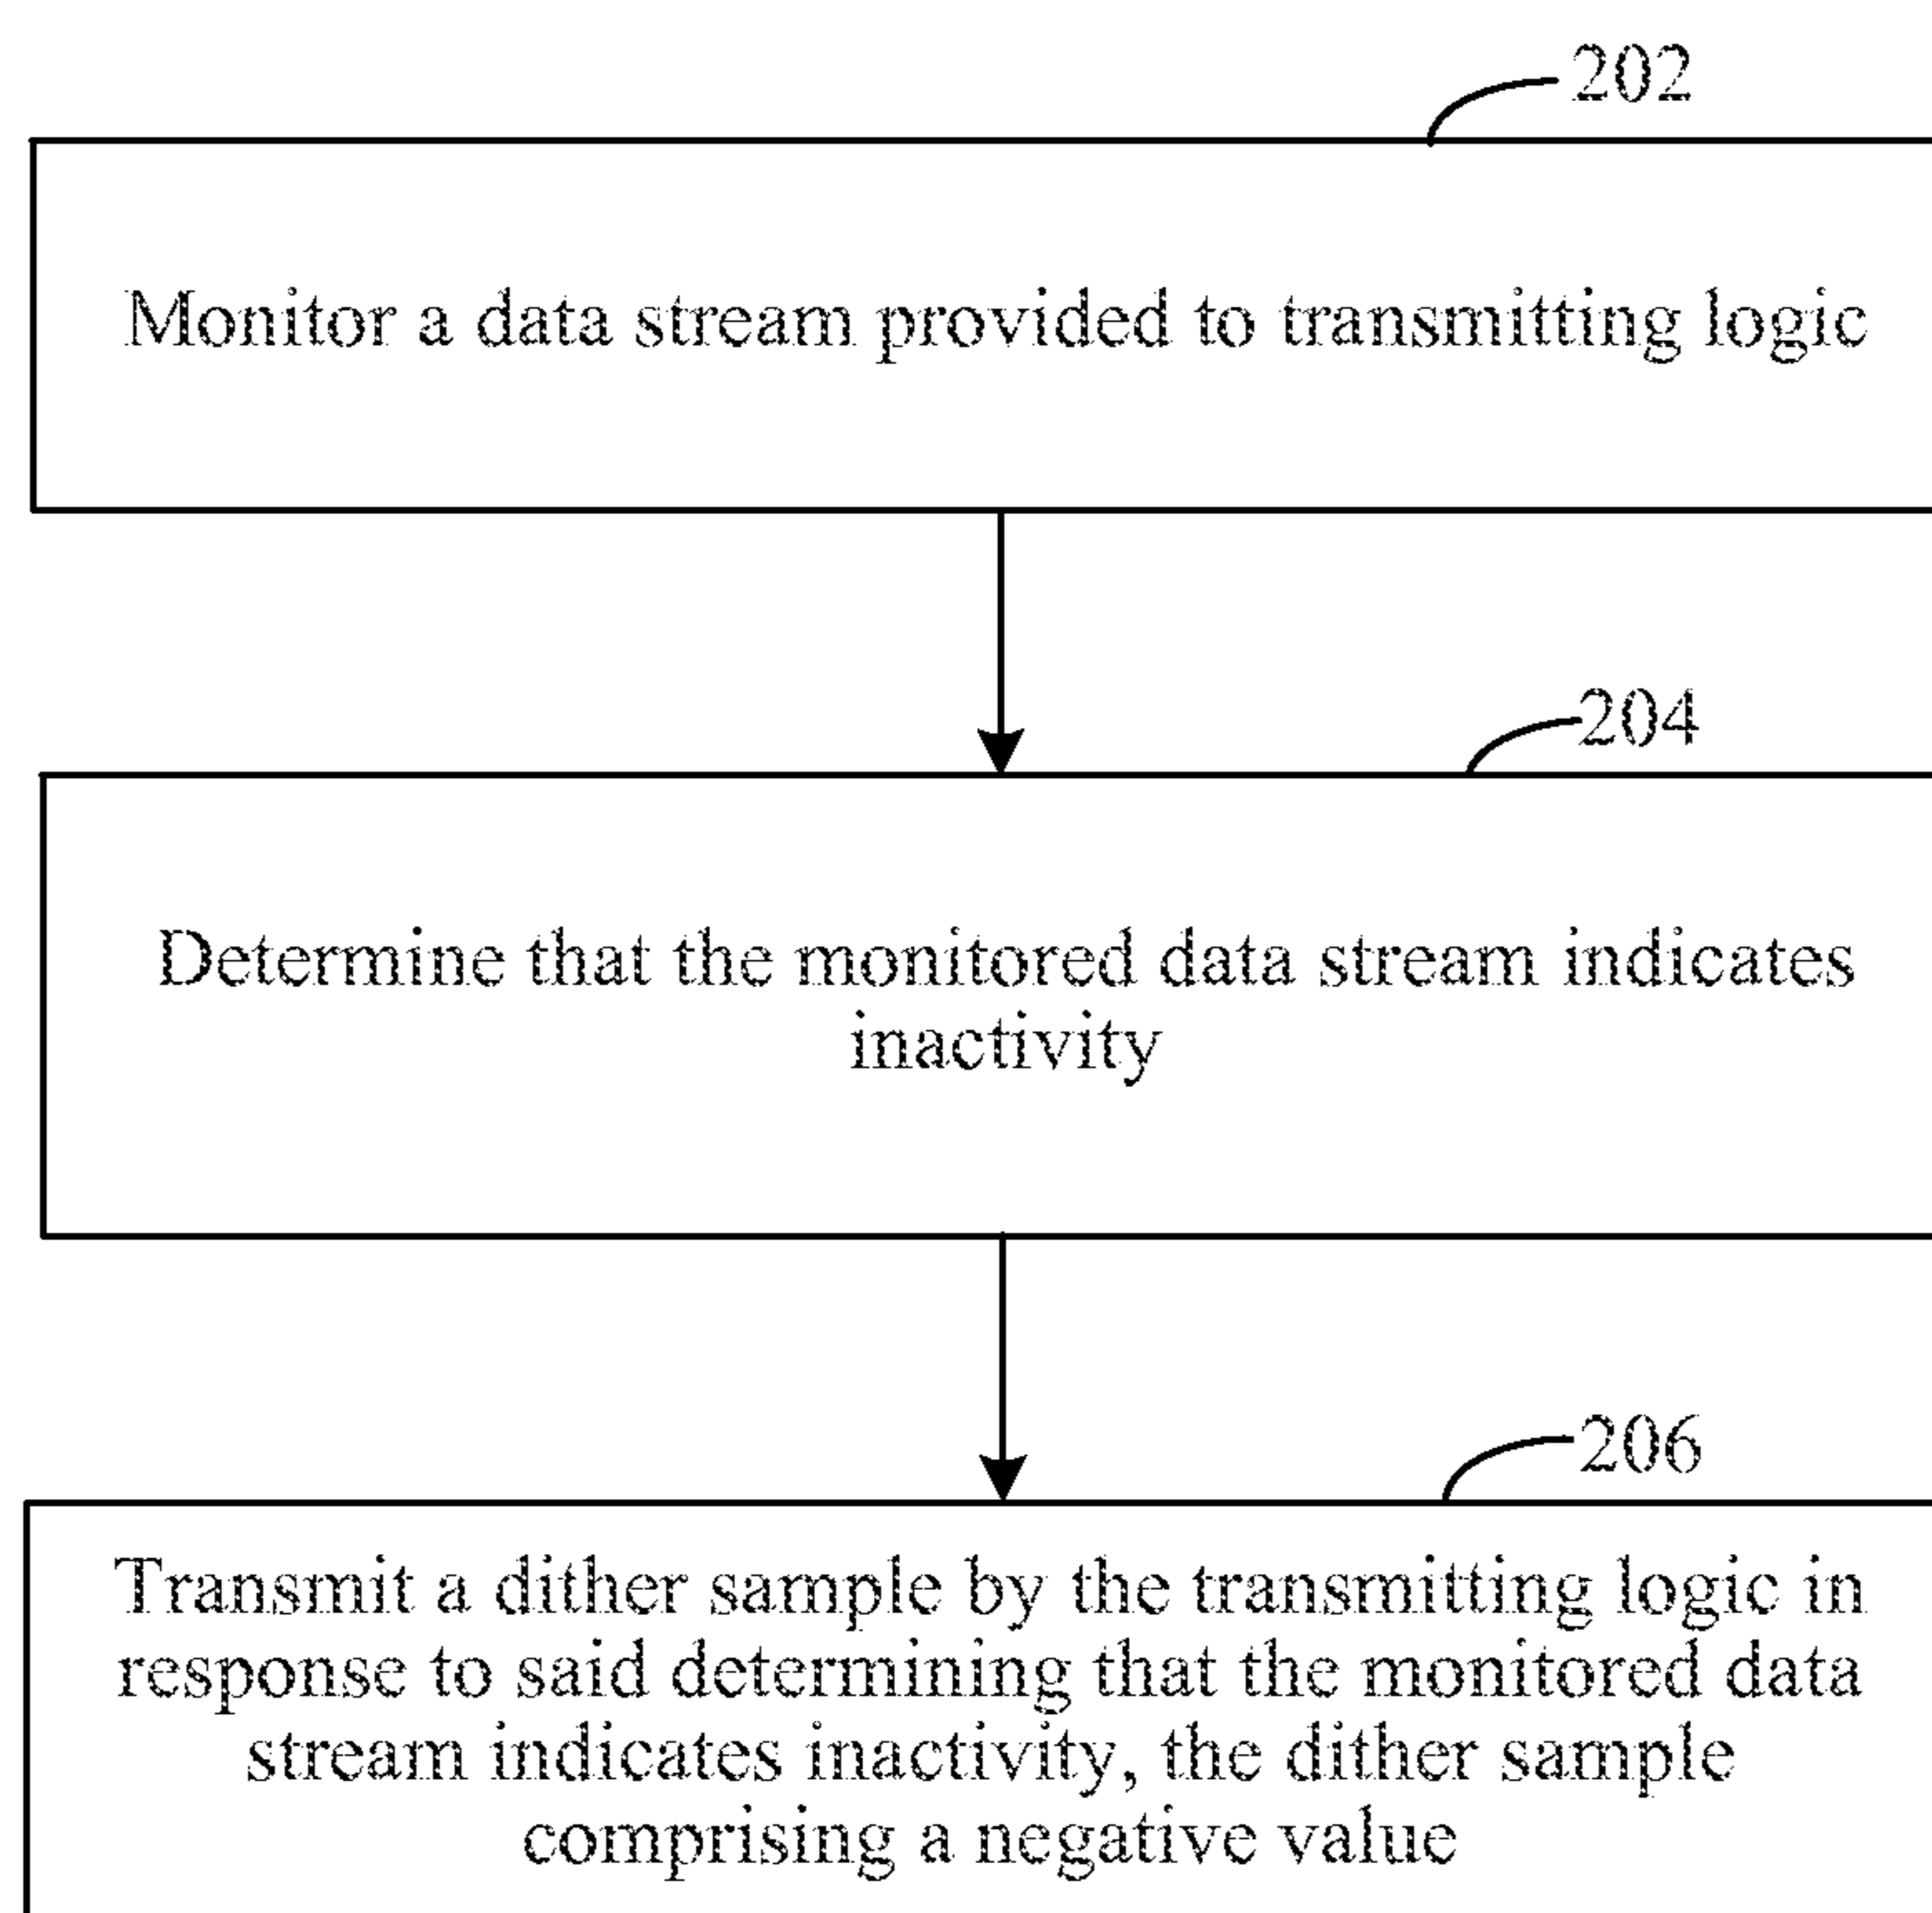 202
Monitor a data stream provided to transmitting logic
204
Determine that the monitored data stream indicates
inactivity
206
Transmit a dither sample by the transmitting logic in
response to said determining that the monitored data
stream indicates inactivity, the dither sample
comprising a negative value